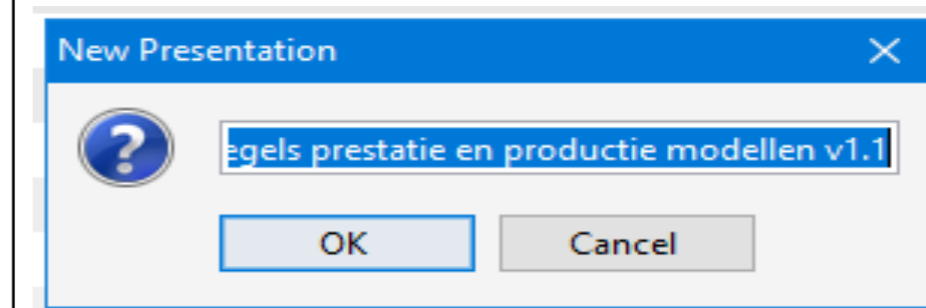 New Presentation
egels prestatie en productie modellen v1.1
OK
Cancel